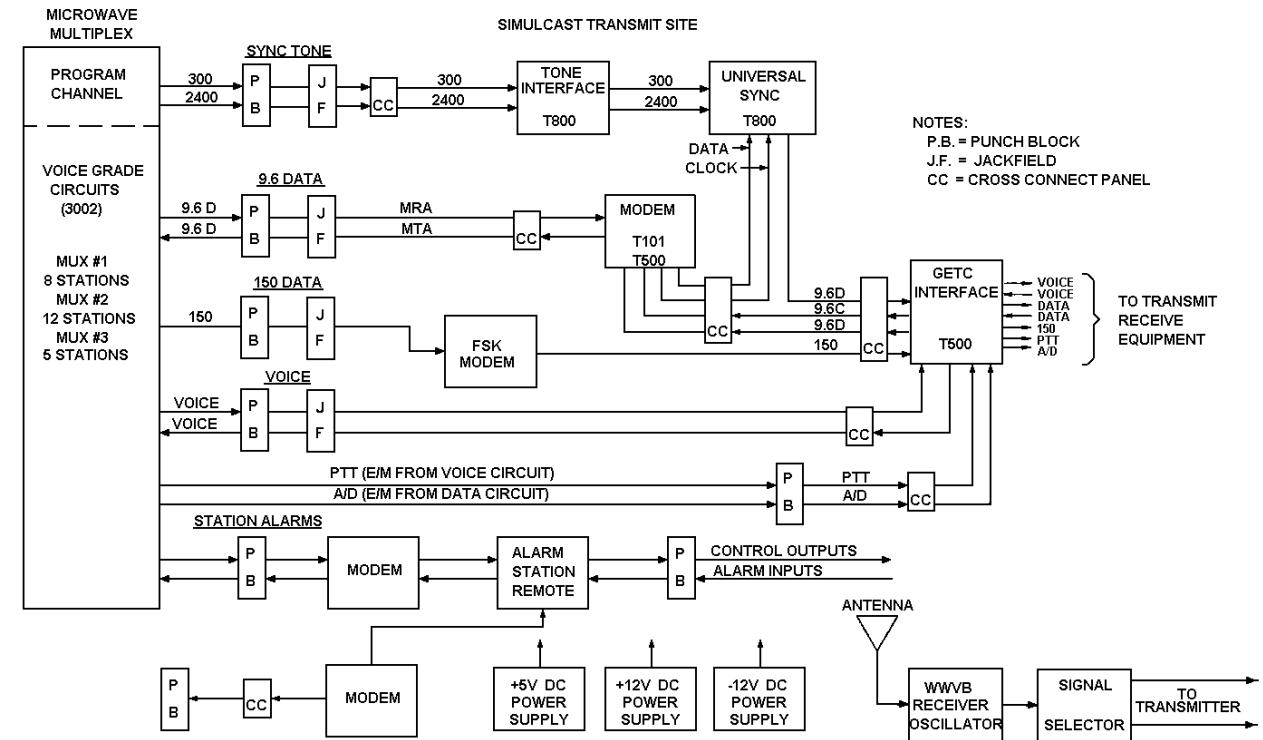 MICROWAVE
MULTIPLEX
SIMULCAST TRANSMIT SITE
PROGRAM
CHANNEL
SYNC TONE
300
2400
P
B
J
F
CC
300
2400
TONE
INTERFACE
T800
300
2400
UNIVERSAL
SYNC
T800
DATA
CLOCK
NOTES:
P.B. = PUNCH BLOCK
J.F. = JACKFIELD
CC = CROSS CONNECT PANEL
VOICE GRADE
CIRCUITS
(3002)
MUX #1
8 STATIONS
MUX #2
12 STATIONS
MUX #3
5 STATIONS
9.6 DATA
9.6 D
9.6 D
P
B
J
F
MRA
MTA
CC
MODEM
T101
T500
CC
9.6D
9.6C
9.6D
150
CC
GETC
INTERFACE
T500
VOICE
VOICE
DATA
DATA
150
PTT
A/D
TO TRANSMIT
RECEIVE
EQUIPMENT
150 DATA
150
P
B
J
F
FSK
MODEM
VOICE
VOICE
VOICE
P
B
J
F
CC
PTT (E/M FROM VOICE CIRCUIT)
A/D (E/M FROM DATA CIRCUIT)
P
B
PTT
A/D
CC
STATION ALARMS
P
B
MODEM
ALARM
STATION
REMOTE
P
B
CONTROL OUTPUTS
ALARM INPUTS
P
B
CC
MODEM
+5V DC
POWER
SUPPLY
+12V DC
POWER
SUPPLY
-12V DC
POWER
SUPPLY
ANTENNA
WWVB
RECEIVER
OSCILLATOR
SIGNAL
SELECTOR
TO
TRANSMITTER